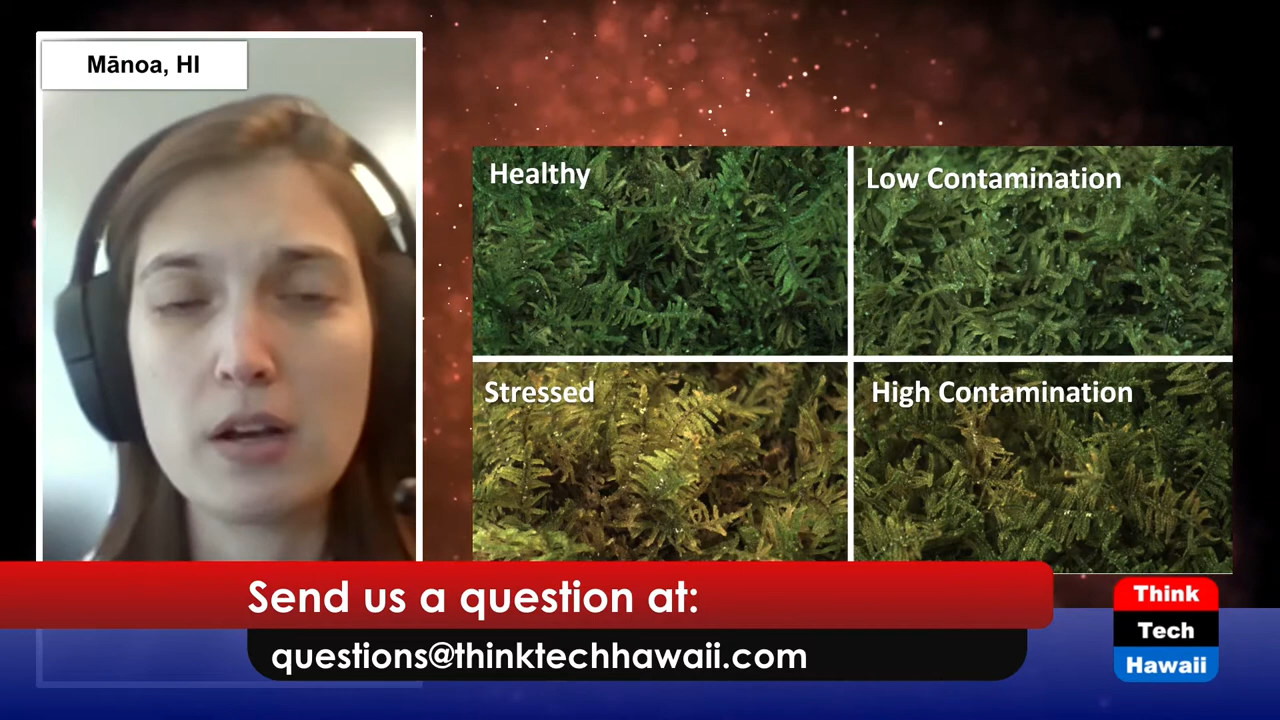 Mānoa, HI
Healthy
Low Contamination
Stressed
High Contamination
Send us a question at:
questions@thinktechhawaii.com
Think
Tech
Hawaii